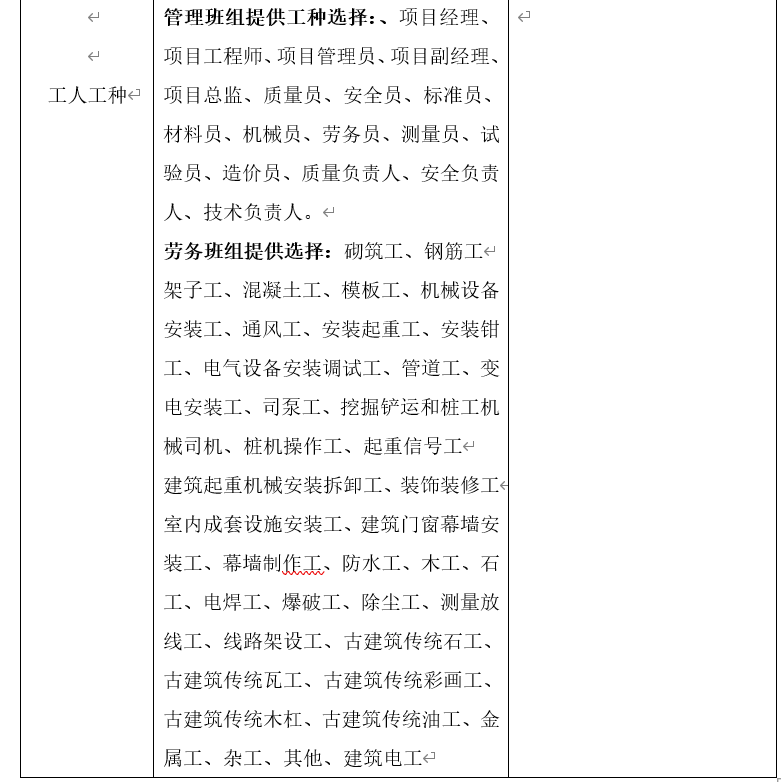 工人工种
管理班组提供工种选择：、项目经理、
项目工程师、项目管理员、项目副经理、
项目总监、质量员、安全员、标准员、
材料员、机械员、劳务员、测量员、试
验员、造价员、质量负责人、安全负责
人、技术负责人。
劳务班组提供选择：砌筑工、钢筋工
架子工、混凝土工、模板工、机械设备
安装工、通风工、安装起重工、安装钳
工、电气设备安装调试工、管道工、变
电安装工、司泵工、挖掘铲运和桩工机
械司机、桩机操作工、起重信号工
建筑起重机械安装拆卸工、装饰装修工
室内成套设施安装工、建筑门窗幕墙安
装工、幕墙制作工、防水工、木工、石
工、电焊工、爆破工、除尘工、测量放
线工、线路架设工、古建筑传统石工、
古建筑传统瓦工、古建筑传统彩画工、
古建筑传统木杠、古建筑传统油工、金
属工、杂工、其他、建筑电工